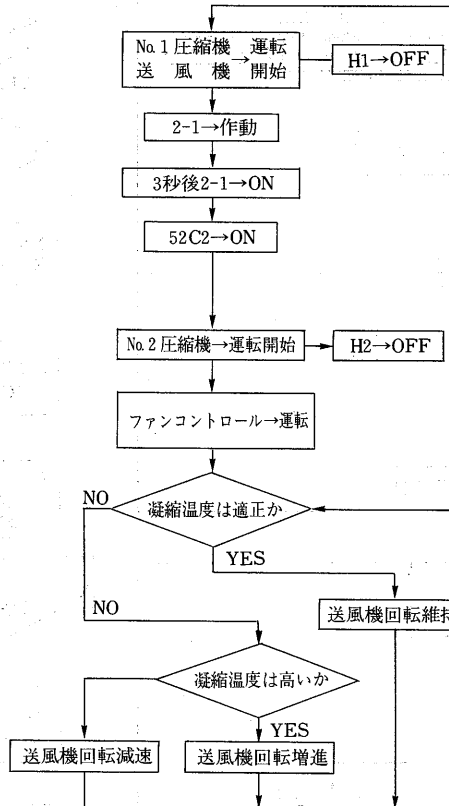 No.1圧縮機→運転
送風機 開始
H1→OFF
2-1→作動
3秒後2-1→ON
52C2→ON
No.2圧縮機→運転開始
H2→OFF
ファンコントロール→運転
NO
凝縮温度は適正か
YES
NO
送風機回転維持
凝縮温度は高いか
YES
送風機回転減速
送風機回転増進